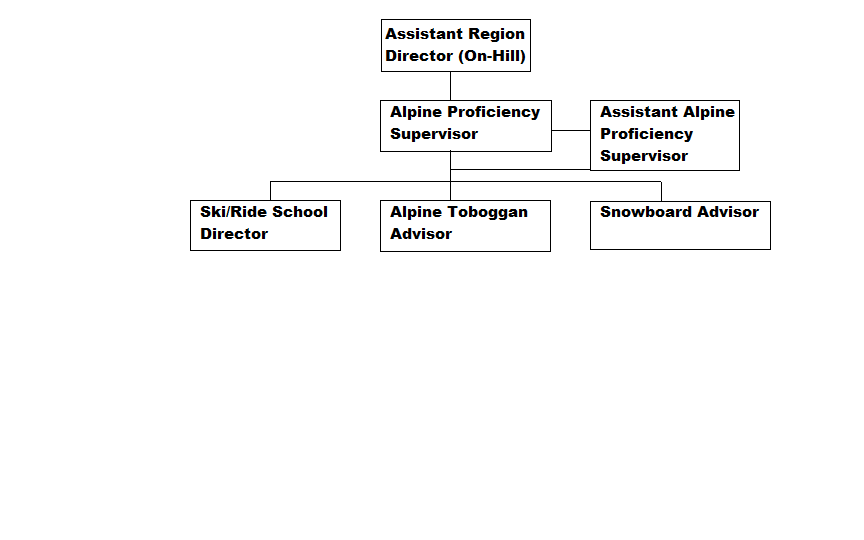 Assistant Region
Director (On-Hill)
Alpine Proficiency
Supervisor
Assistant Alpine
Proficiency
Supervisor
Ski/Ride School
Director
Alpine Toboggan
Advisor
Snowboard Advisor